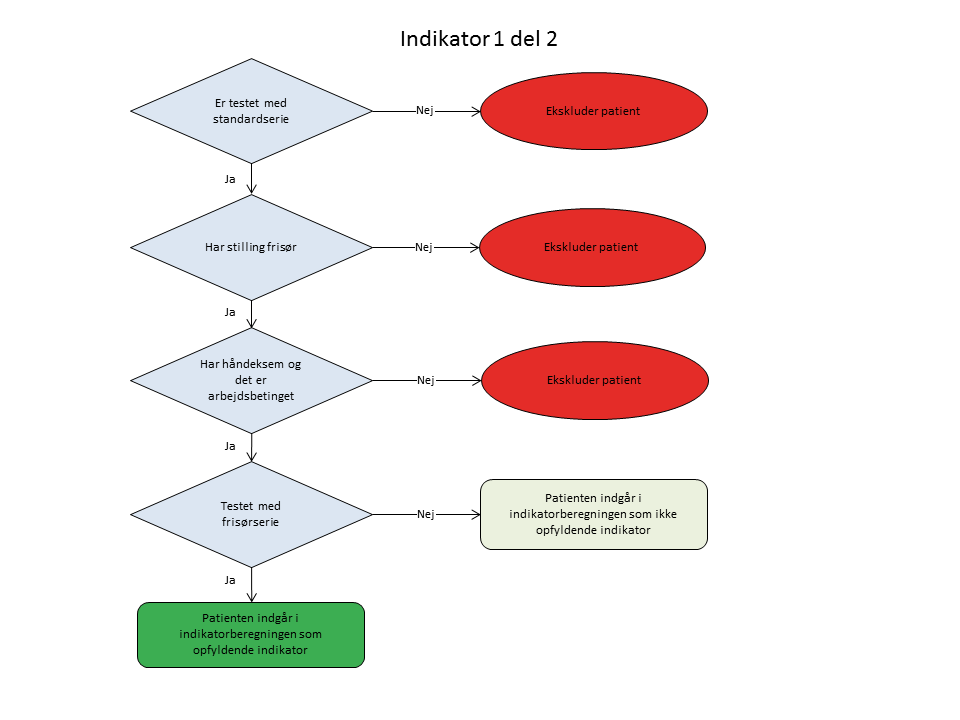 Indikator 1 del 2
Er testet med
standardserie
Nej
Ekskluder patient
Ja
Har stilling frisør
Nej
Ekskluder patient
Ja
Har håndeksem og
det er
arbejdsbetinget
Nej
Ekskluder patient
Ja
Testet med
frisørserie
Nej
Patienten indgår i
indikatorberegningen som ikke
opfyldende indikator
Ja
Patienten indgår i
indikatorberegningen som
opfyldende indikator